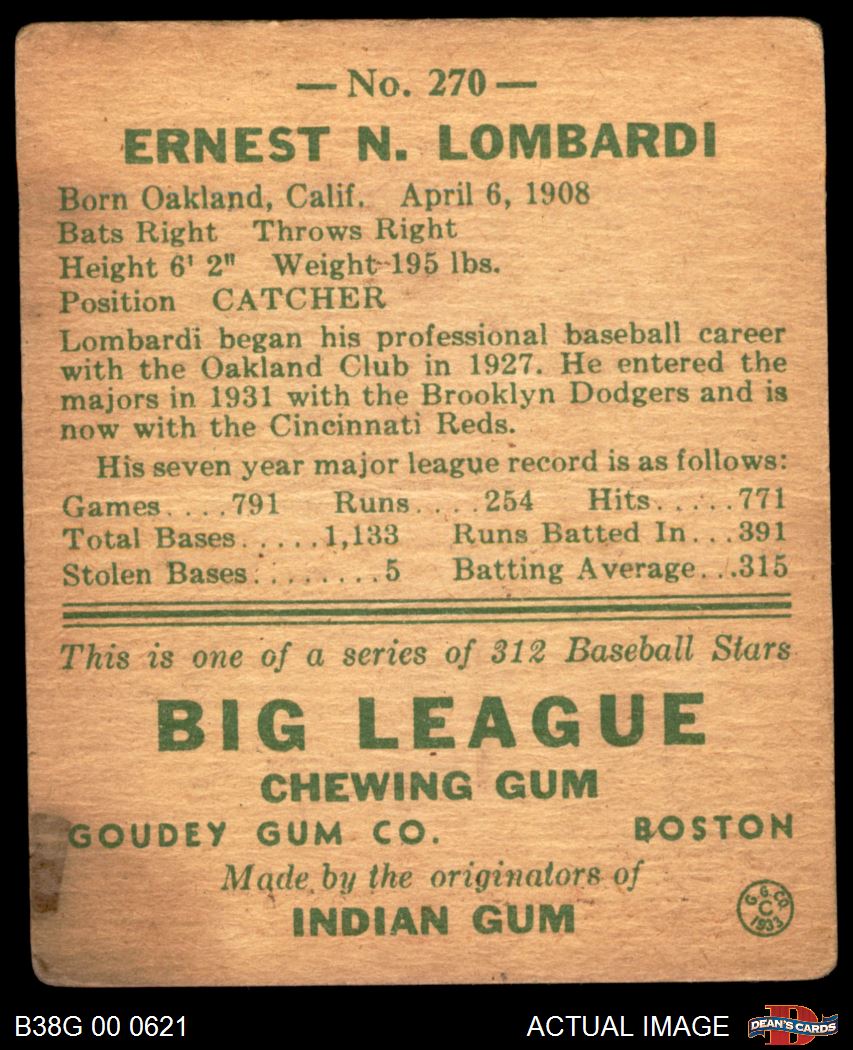 — No. 270 —
ERNEST N. LOMBARDI
Born Oakland, Calif. April 6, 1908
Bats Right Throws Right
Height 6' 2" Weight 195 lbs.
Position CATCHER
Lombardi began his professional baseball career
with the Oakland Club in 1927. He entered the
majors in 1931 with the Brooklyn Dodgers and is
now with the Cincinnati Reds.
His seven year major league record is as follows:
Games....791 Runs....254 Hits.....771
Total Bases......1,133 Runs Batted In...391
Stolen Bases.........5 Batting Average...315
This is one of a series of 312 Baseball Stars
BIG LEAGUE
CHEWING GUM
GOUDEY GUM CO. BOSTON
Made by the originators of
INDIAN GUM
G.G.CO.
C
1933
B38G 00 0621 ACTUAL IMAGE
D
DEAN'S CARDS